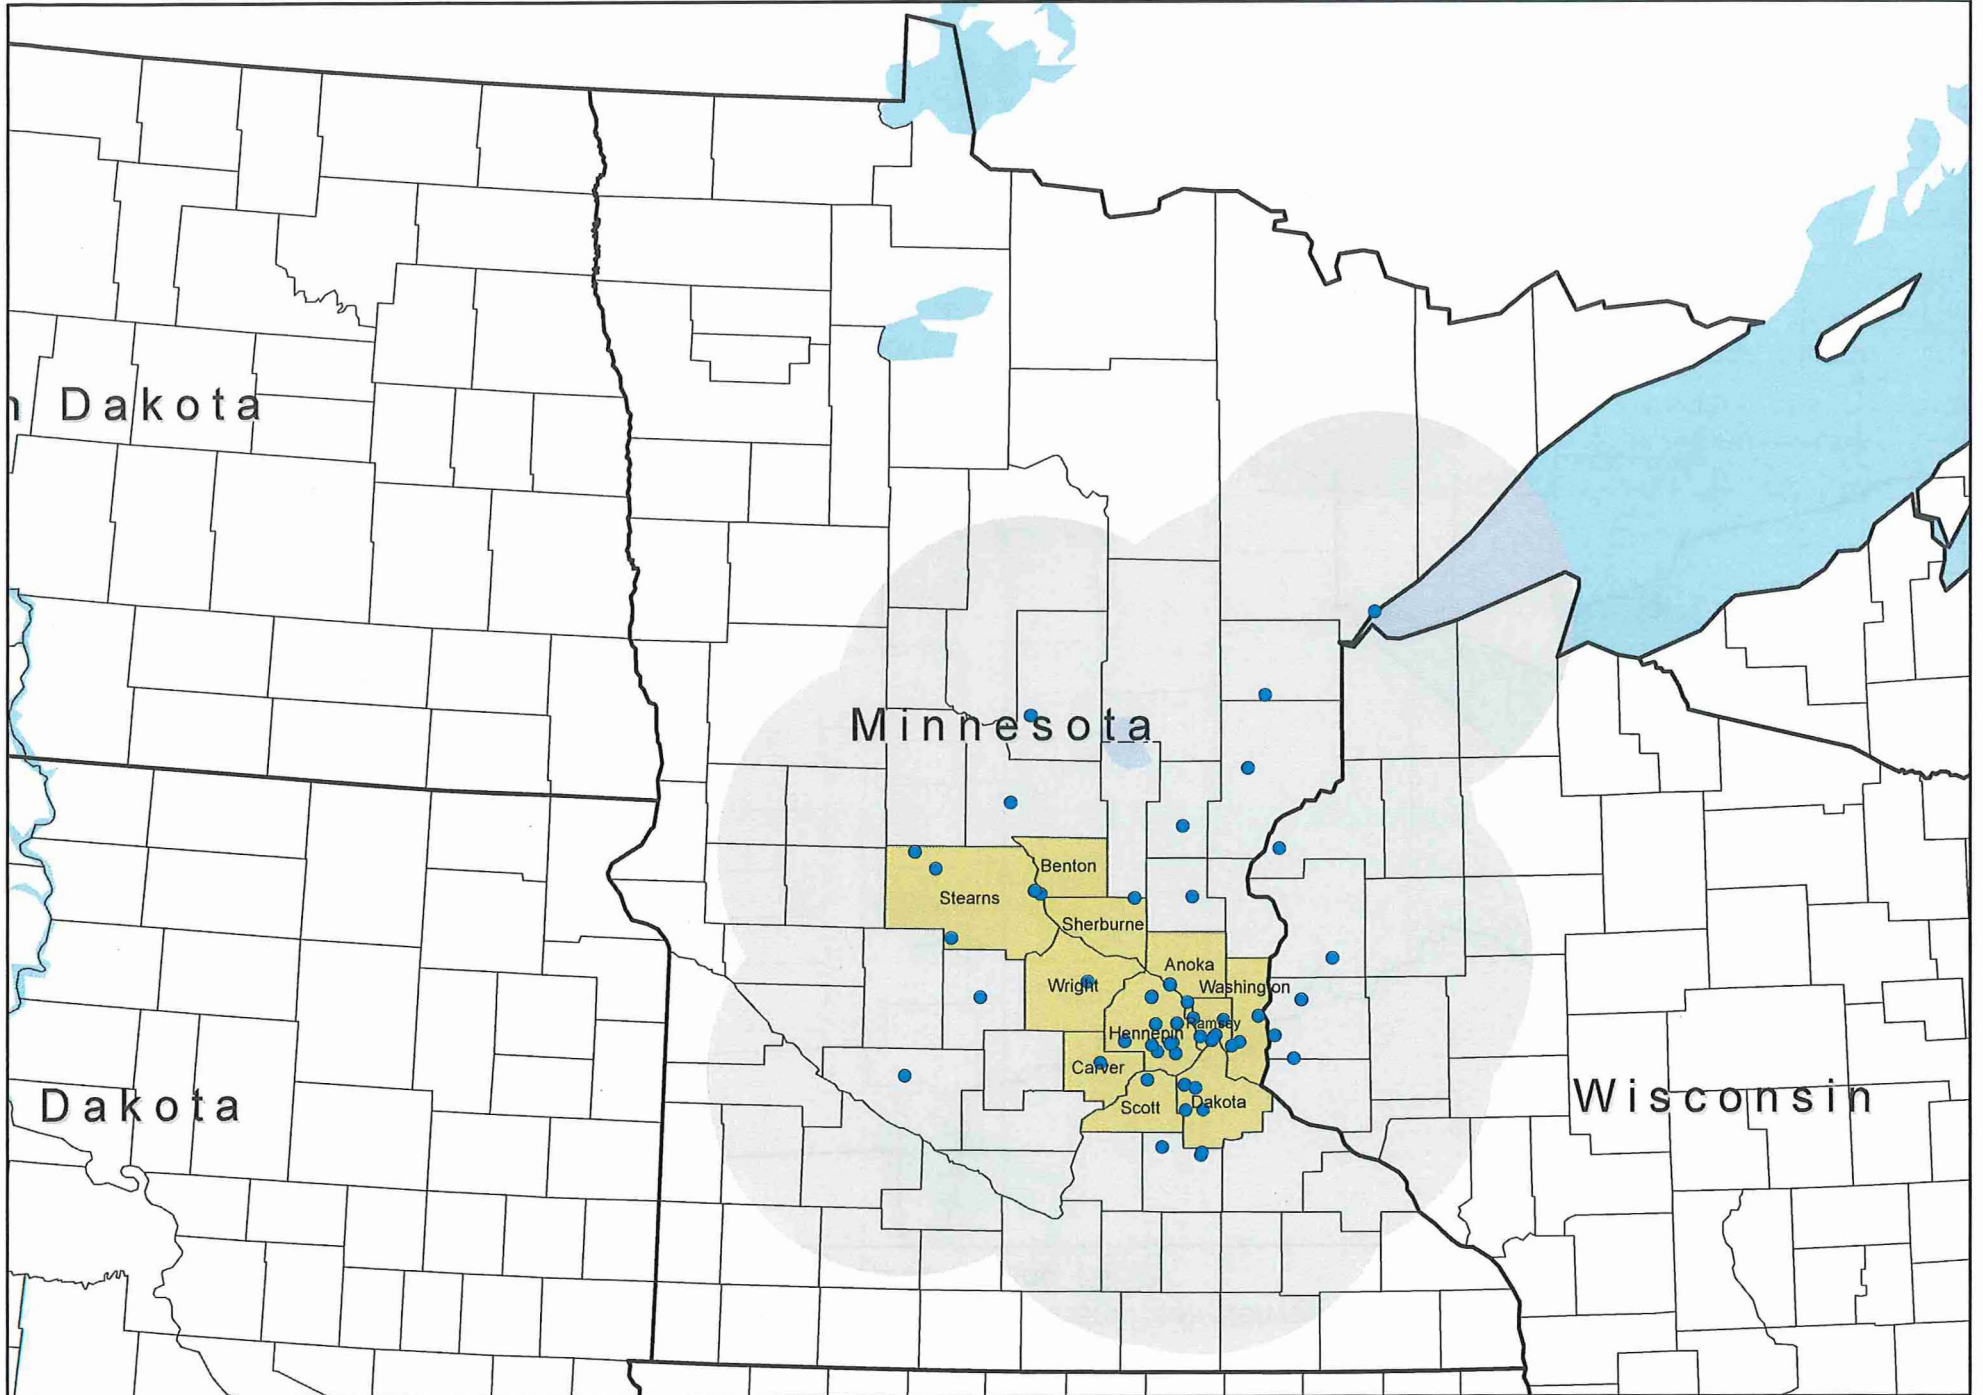 n Dakota
Minnesota
Benton
Stearns
Sherburne
Anoka
Wright
Washington
Ramsey
Hennepin
Carver
Scott
Dakota
Dakota
Wisconsin